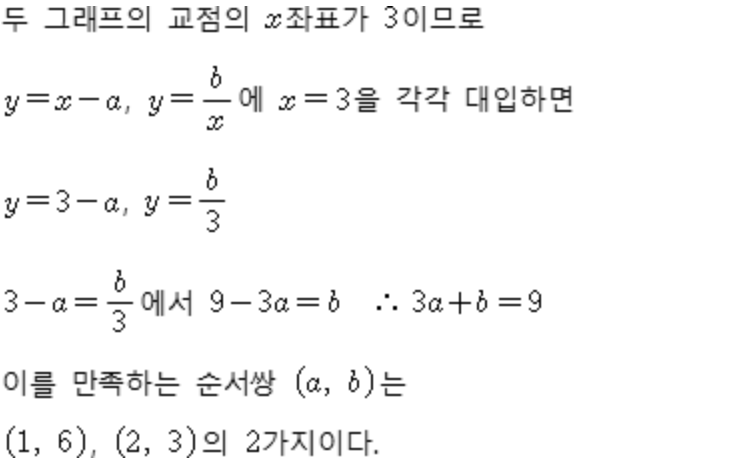 두 그래프의 교점의 x좌표가 3이므로
y=x-a, y=b/x에 x=3을 각각 대입하면
y=3-a, y=b/3
3-a=b/3에서 9-3a=b ∴ 3a+b=9
이를 만족하는 순서쌍 (a, b)는
(1, 6), (2, 3)의 2가지이다.